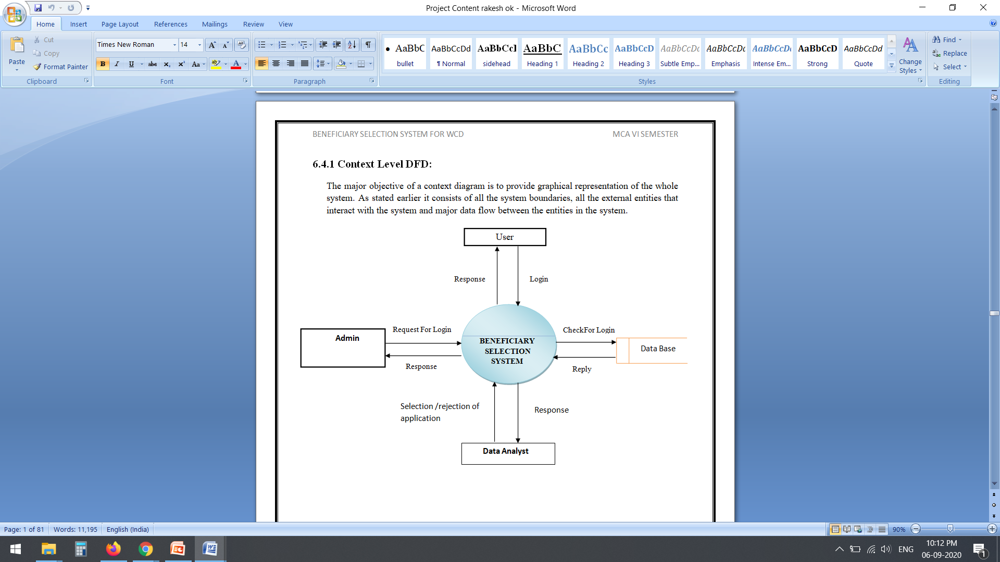 Project Content rakesh ok - Microsoft Word
Home Insert Page Layout References Mailings Review View
Paste
Cut
Copy
Format Painter
Clipboard
Times New Roman 14
B I U abc x₂ x² Aa ab A
Font
Paragraph
AaBbC AaBbCcDd AaBbCcI AaBbC AaBbCc AaBbCcD AaBbCcDc AaBbCcDc AaBbCcDc AaBbCcD AaBbCcDd
bullet ¶ Normal sidehead Heading 1 Heading 2 Heading 3 Subtle Emp... Emphasis Intense Em... Strong Quote
Styles
Change
Styles
Find
Replace
Select
Editing
BENEFICIARY SELECTION SYSTEM FOR WCD MCA VI SEMESTER
6.4.1 Context Level DFD:
The major objective of a context diagram is to provide graphical representation of the whole
system. As stated earlier it consists of all the system boundaries, all the external entities that
interact with the system and major data flow between the entities in the system.
User
Response Login
Admin
Request For Login
Response
BENEFICIARY
SELECTION
SYSTEM
CheckFor Login
Data Base
Reply
Selection /rejection of
application
Response
Data Analyst
Page: 1 of 81 Words: 11,195 English (India) 90%
ENG
10:12 PM
06-09-2020
1